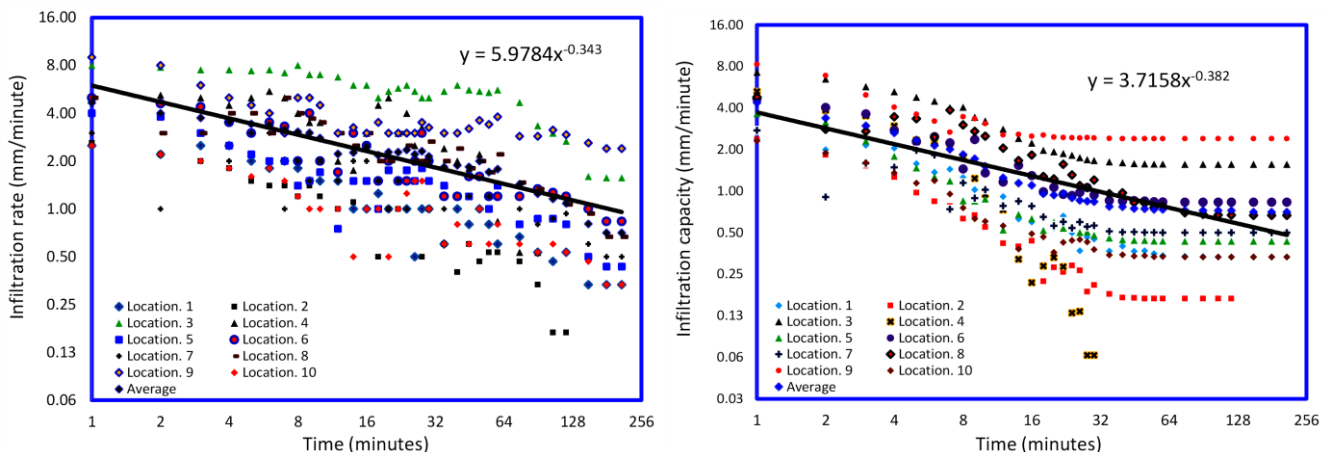 16.00
8.00
4.00
2.00
1.00
0.50
0.25
0.13
0.06
Infiltration rate (mm/minute)
y = 5.9784x-0.343
Location. 1
Location. 2
Location. 3
Location. 4
Location. 5
Location. 6
Location. 7
Location. 8
Location. 9
Location. 10
Average
1 2 4 8 16 32 64 128 256
Time (minutes)
16.00
8.00
4.00
2.00
1.00
0.50
0.25
0.13
0.06
0.03
Infiltration capacity (mm/minute)
y = 3.7158x-0.382
Location. 1
Location. 2
Location. 3
Location. 4
Location. 5
Location. 6
Location. 7
Location. 8
Location. 9
Location. 10
Average
1 2 4 8 16 32 64 128 256
Time (minutes)